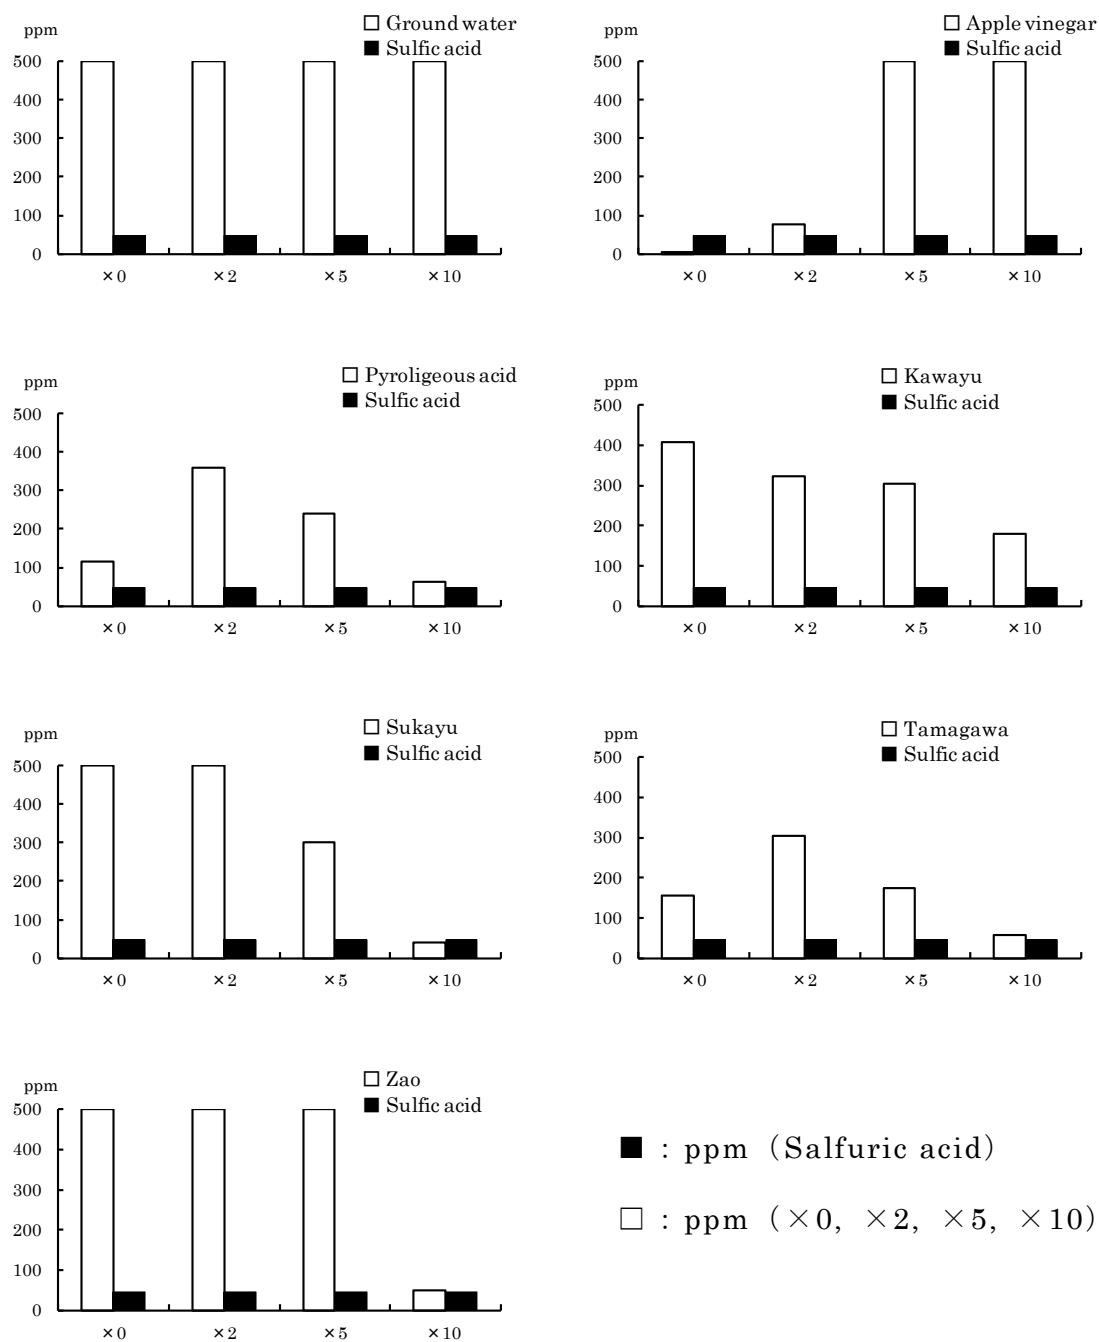 ppm
□ Ground water
■ Sulfic acid
500
400
300
200
100
0
×0 ×2 ×5 ×10
ppm
□ Apple vinegar
■ Sulfic acid
500
400
300
200
100
0
×0 ×2 ×5 ×10
ppm
□ Pyroligeous acid
■ Sulfic acid
500
400
300
200
100
0
×0 ×2 ×5 ×10
ppm
□ Kawayu
■ Sulfic acid
500
400
300
200
100
0
×0 ×2 ×5 ×10
ppm
□ Sukayu
■ Sulfic acid
500
400
300
200
100
0
×0 ×2 ×5 ×10
ppm
□ Tamagawa
■ Sulfic acid
500
400
300
200
100
0
×0 ×2 ×5 ×10
ppm
□ Zao
■ Sulfic acid
500
400
300
200
100
0
×0 ×2 ×5 ×10
■ : ppm （Salfuric acid）
□ : ppm （×0, ×2, ×5, ×10）